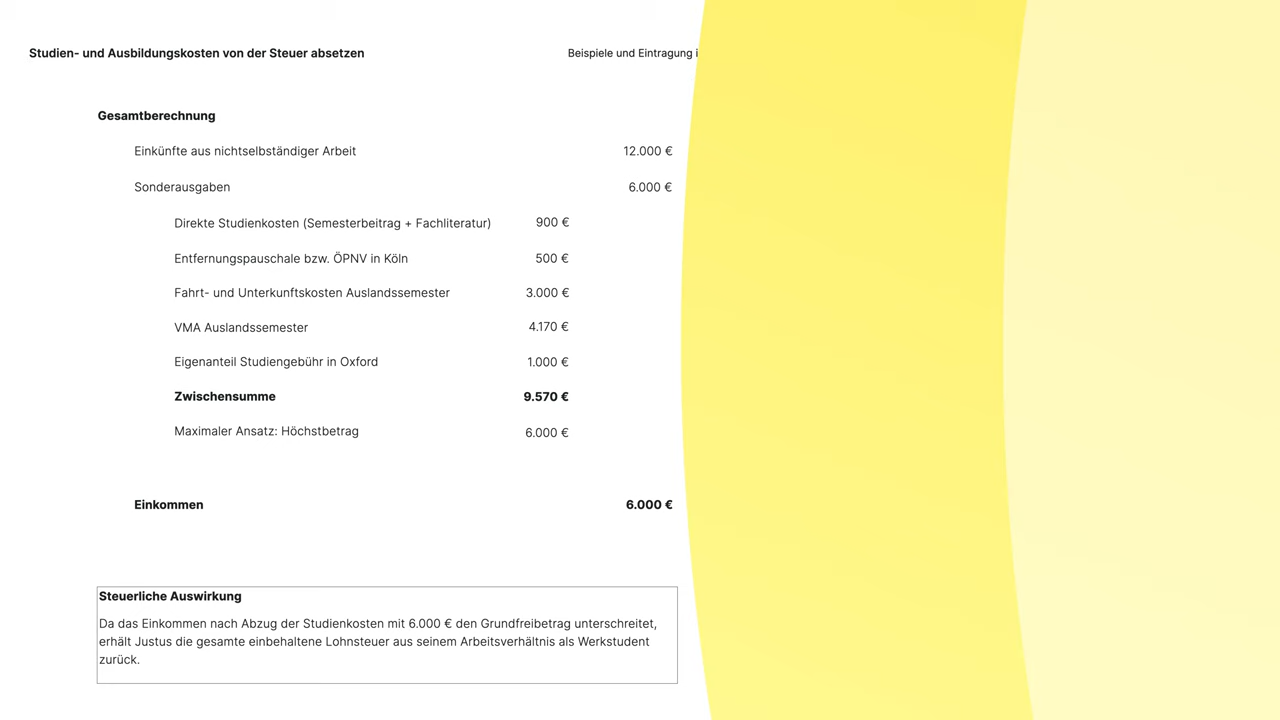 Studien- und Ausbildungskosten von der Steuer absetzen
Beispiele und Eintragung i
Gesamtberechnung
Einkünfte aus nichtselbständiger Arbeit 12.000 €
Sonderausgaben 6.000 €
Direkte Studienkosten (Semesterbeitrag + Fachliteratur) 900 €
Entfernungspauschale bzw. ÖPNV in Köln 500 €
Fahrt- und Unterkunftskosten Auslandssemester 3.000 €
VMA Auslandssemester 4.170 €
Eigenanteil Studiengebühr in Oxford 1.000 €
Zwischensumme 9.570 €
Maximaler Ansatz: Höchstbetrag 6.000 €
Einkommen 6.000 €
Steuerliche Auswirkung
Da das Einkommen nach Abzug der Studienkosten mit 6.000 € den Grundfreibetrag unterschreitet,
erhält Justus die gesamte einbehaltene Lohnsteuer aus seinem Arbeitsverhältnis als Werkstudent
zurück.